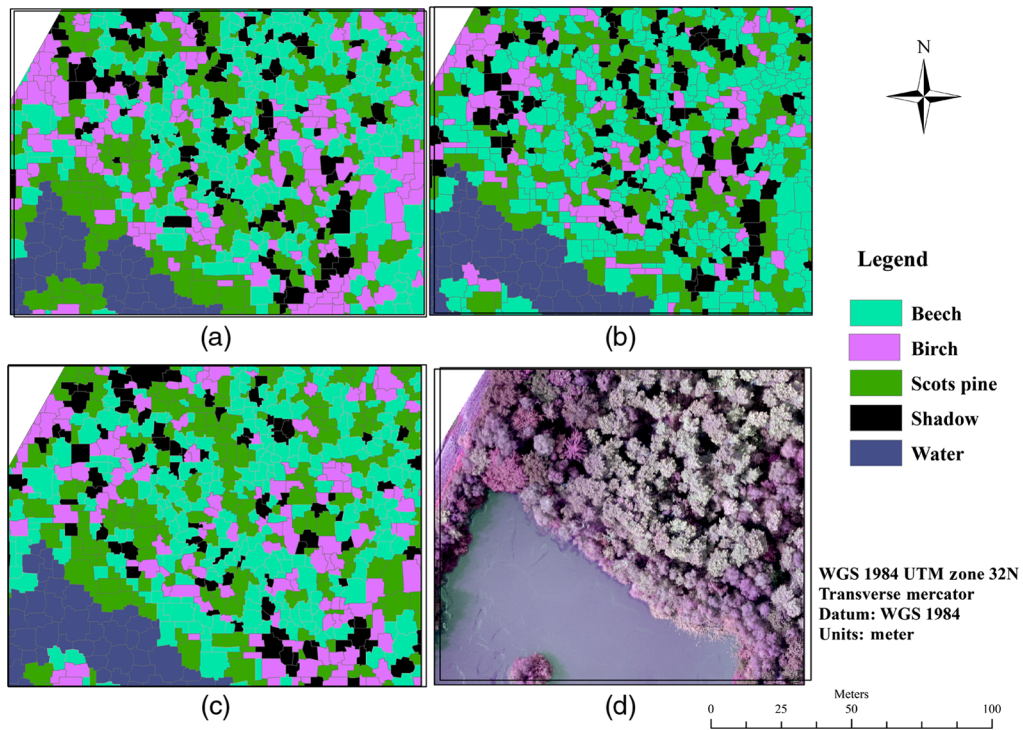 N
(a)
(b)
Legend
Beech
Birch
Scots pine
Shadow
Water
(c)
(d)
WGS 1984 UTM zone 32N
Transverse mercator
Datum: WGS 1984
Units: meter
Meters
0 25 50 100